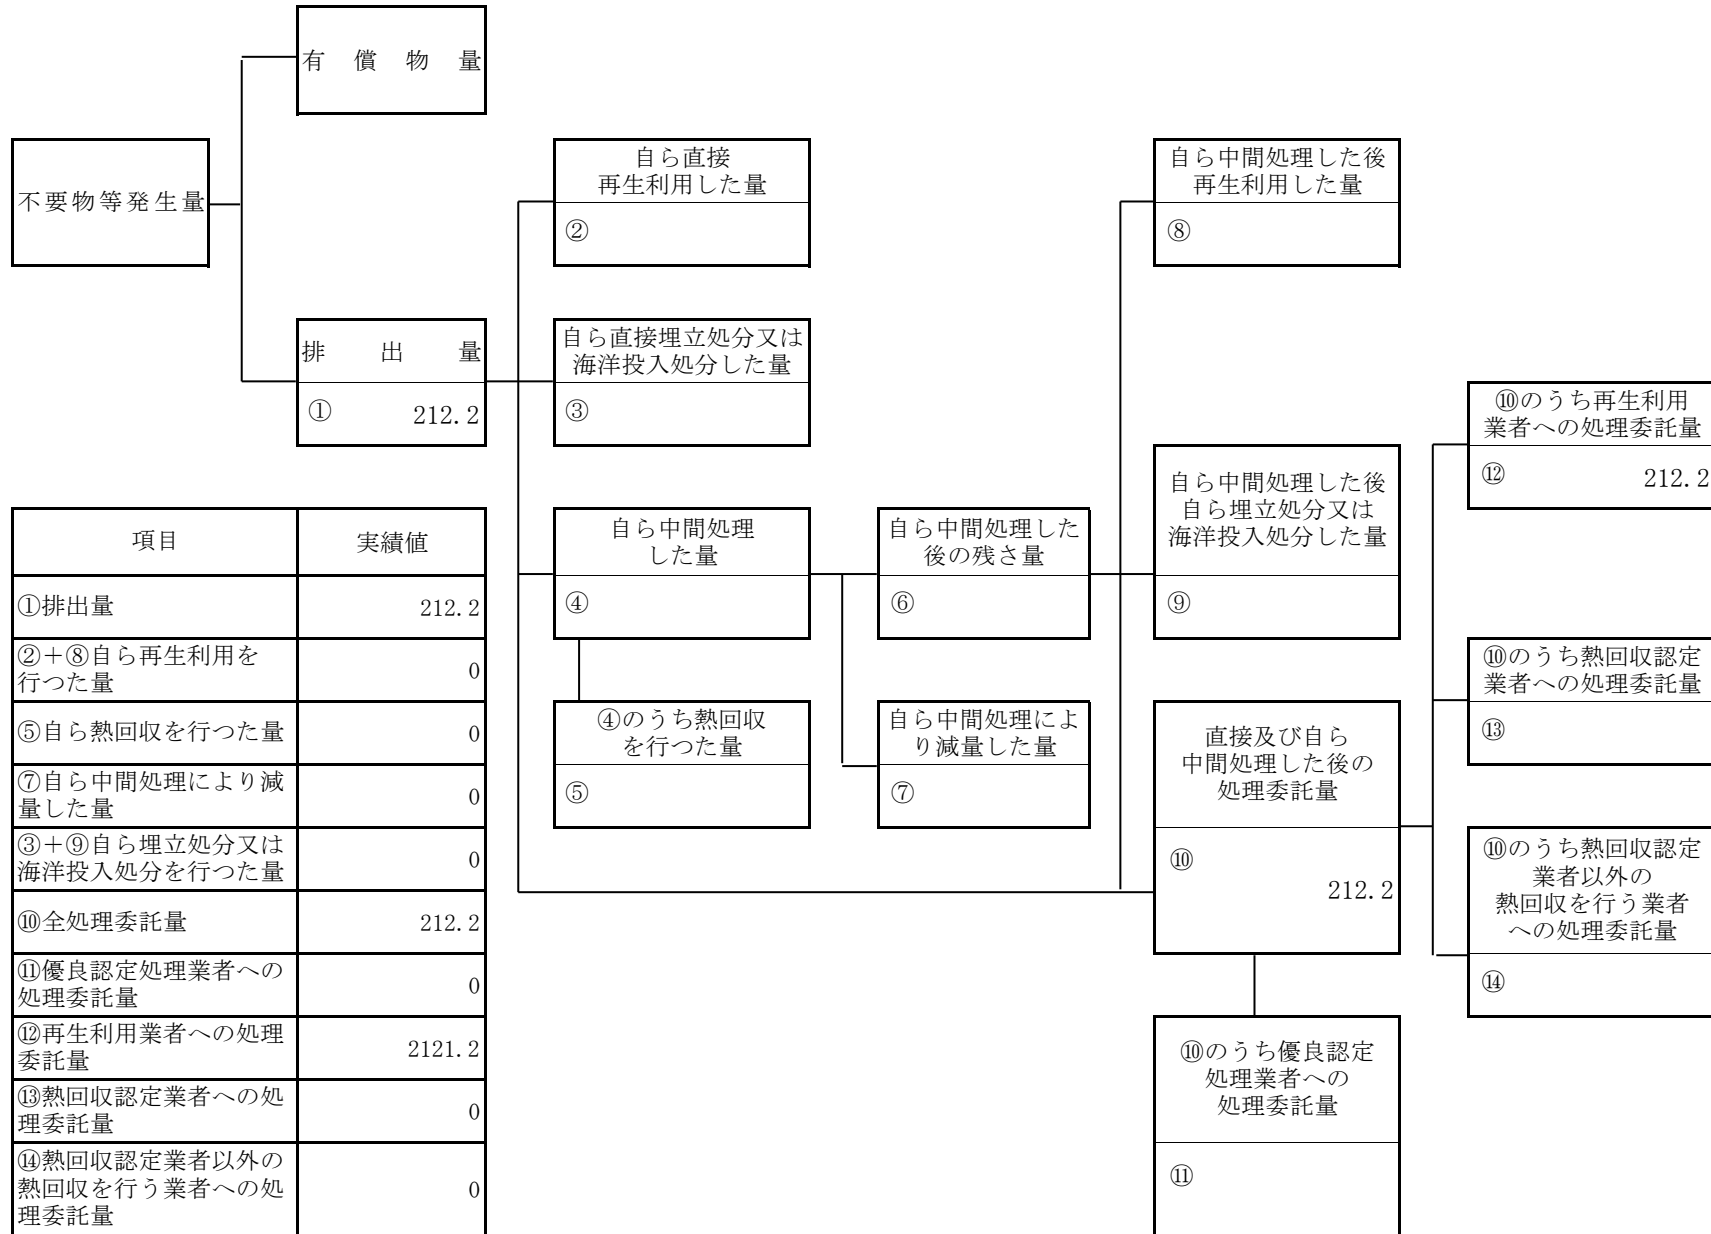 有償物量
不要物等発生量
自ら直接
再生利用した量
②
自ら中間処理した後
再生利用した量
⑧
排出量
① 212.2
自ら直接埋立処分又は
海洋投入処分した量
③
⑩のうち再生利用
業者への処理委託量
⑫ 212.2
自ら中間処理した後
自ら埋立処分又は
海洋投入処分した量
⑨
自ら中間処理
した量
④
自ら中間処理した
後の残さ量
⑥
⑩のうち熱回収認定
業者への処理委託量
⑬
④のうち熱回収
を行つた量
⑤
自ら中間処理によ
り減量した量
⑦
直接及び自ら
中間処理した後の
処理委託量
⑩
212.2
⑩のうち熱回収認定
業者以外の
熱回収を行う業者
への処理委託量
⑭
⑩のうち優良認定
処理業者への
処理委託量
⑪
項目 実績値
①排出量 212.2
②+⑧自ら再生利用を
行つた量 0
⑤自ら熱回収を行つた量 0
⑦自ら中間処理により減
量した量 0
③+⑨自ら埋立処分又は
海洋投入処分を行つた量 0
⑩全処理委託量 212.2
⑪優良認定処理業者への
処理委託量 0
⑫再生利用業者への処理
委託量 2121.2
⑬熱回収認定業者への処
理委託量 0
⑭熱回収認定業者以外の
熱回収を行う業者への処
理委託量 0